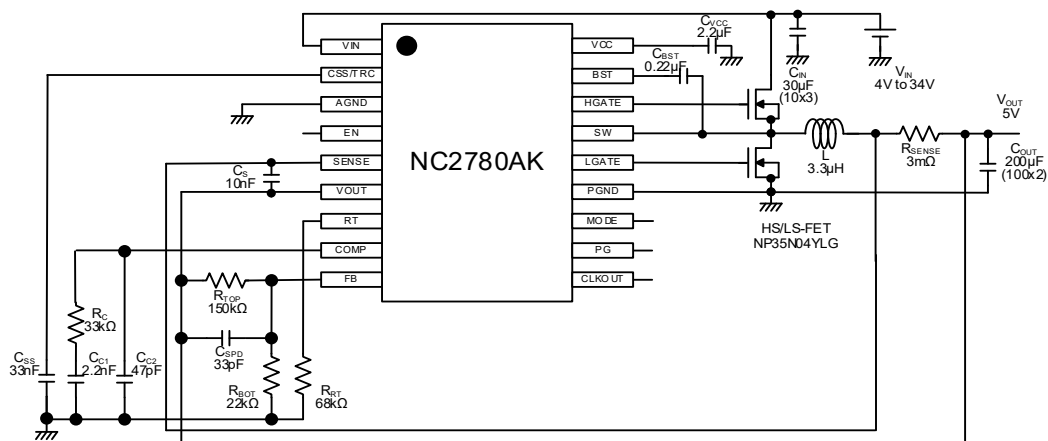 NC2780AK
VIN
CSS/TRC
AGND
EN
SENSE
VOUT
RT
COMP
FB
VCC
BST
HGATE
SW
LGATE
PGND
MODE
PG
CLKOUT
CVCC
2.2µF
CBST
0.22µF
CIN
30µF
(10x3)
VIN
4V to 34V
VOUT
5V
L
3.3µH
RSENSE
3mΩ
COUT
200µF
(100x2)
HS/LS-FET
NP35N04YLG
CS
10nF
RTOP
150kΩ
RC
33kΩ
CSPD
33pF
CSS
33nF
CC1
2.2nF
CC2
47pF
RBOT
22kΩ
RRT
68kΩ